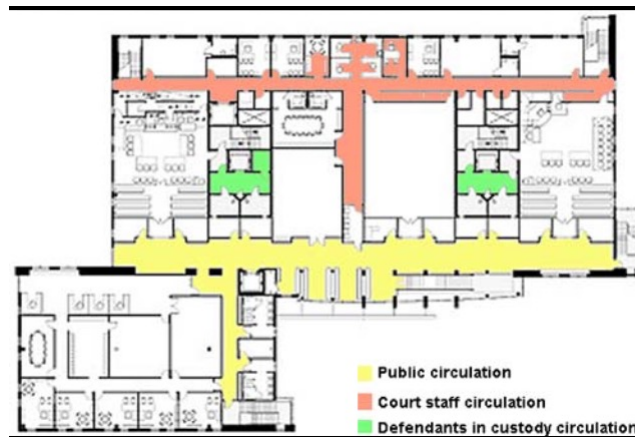 Public circulation
Court staff circulation
Defendants in custody circulation